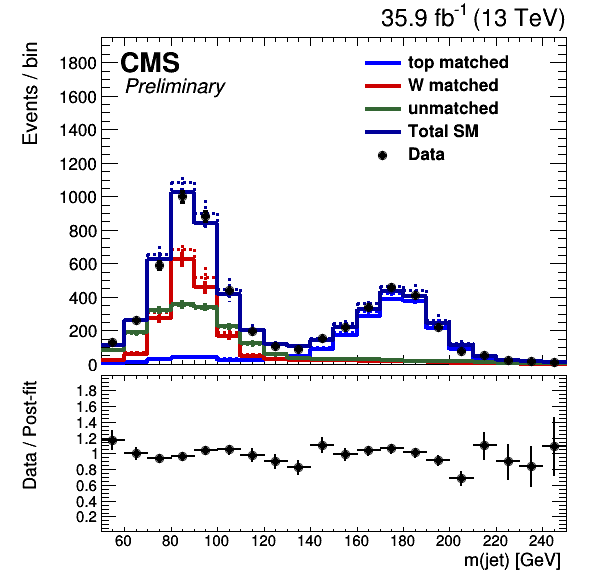 35.9 fb⁻¹ (13 TeV)
CMS
Preliminary
top matched
W matched
unmatched
Total SM
Data
Events / bin
1800
1600
1400
1200
1000
800
600
400
200
0
Data / Post-fit
1.8
1.6
1.4
1.2
1
0.8
0.6
0.4
0.2
60 80 100 120 140 160 180 200 220 240
m(jet) [GeV]